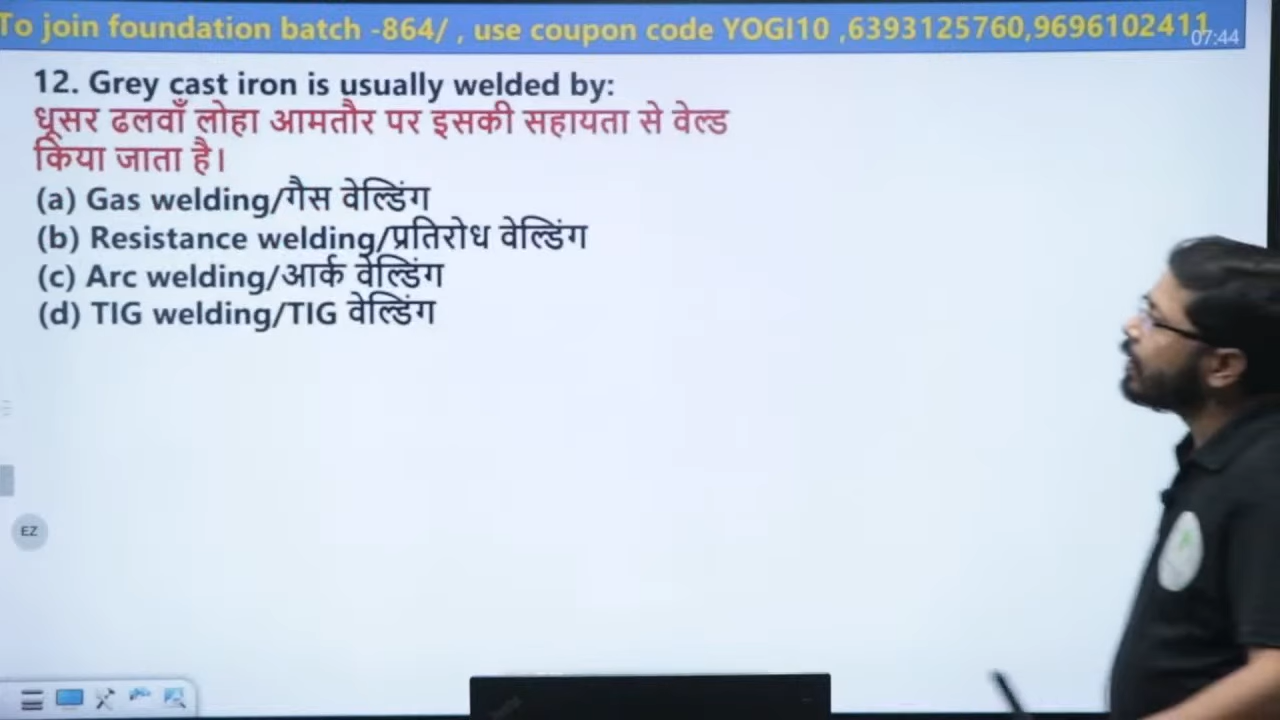 To join foundation batch -864/ , use coupon code YOGI10 ,6393125760,9696102411
07:44
12. Grey cast iron is usually welded by:
धूसर ढलवाँ लोहा आमतौर पर इसकी सहायता से वेल्ड
किया जाता है।
(a) Gas welding/गैस वेल्डिंग
(b) Resistance welding/प्रतिरोध वेल्डिंग
(c) Arc welding/आर्क वेल्डिंग
(d) TIG welding/TIG वेल्डिंग
EZ